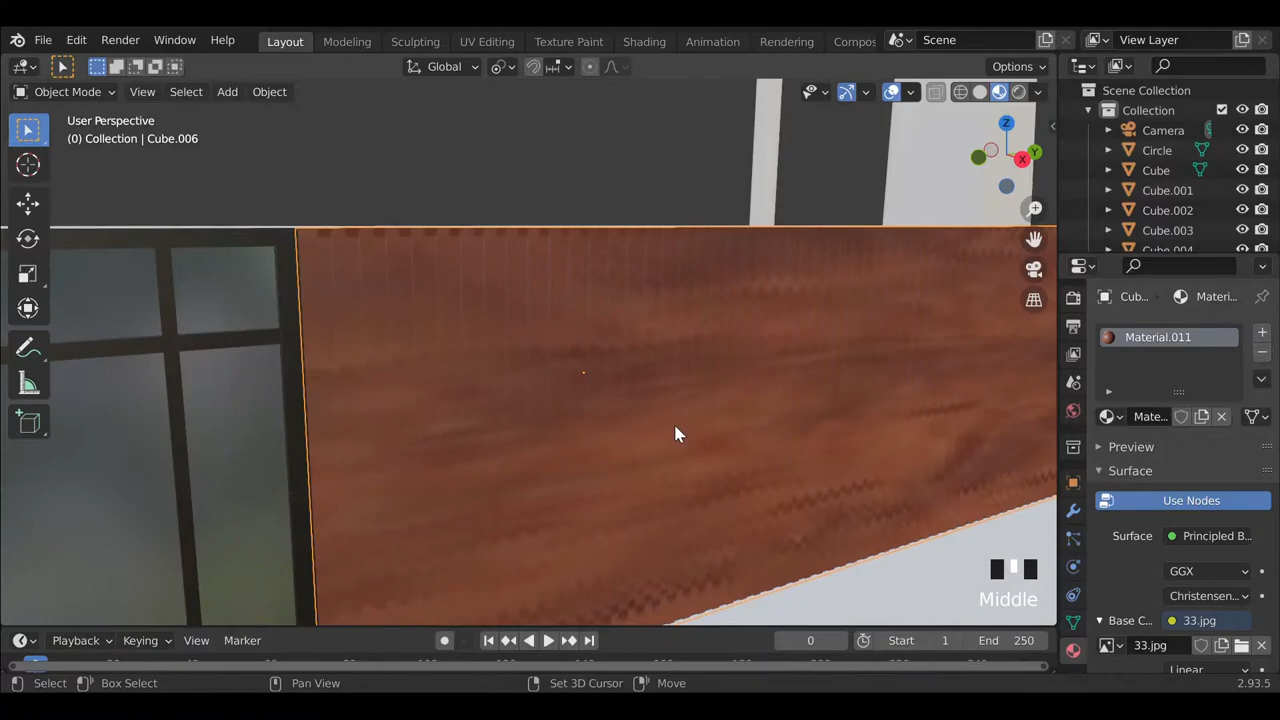 File Edit Render Window Help Layout Modeling Sculpting UV Editing Texture Paint Shading Animation Rendering Compos Scene View Layer
Global Options
Object Mode View Select Add Object
User Perspective
(0) Collection | Cube.006
Z
X
Y
Scene Collection
Collection
Camera
Circle
Cube
Cube.001
Cube.002
Cube.003
Cube.004
Cub... Materi...
Material.011
Mate...
Preview
Surface
Use Nodes
Surface Principled B...
GGX
Christensen...
Base C... 33.jpg
33.jpg
Linear
Middle
Playback Keying View Marker 0 Start 1 End 250
Select Box Select Pan View Set 3D Cursor Move 2.93.5